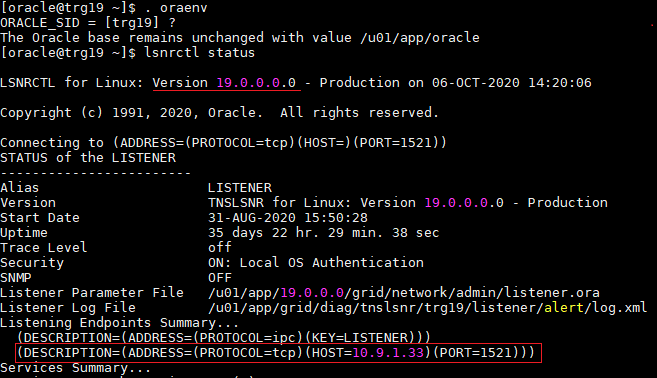 [oracle@trg19 ~]$ . oraenv
ORACLE_SID = [trg19] ?
The Oracle base remains unchanged with value /u01/app/oracle
[oracle@trg19 ~]$ lsnrctl status
LSNRCTL for Linux: Version 19.0.0.0.0 - Production on 06-OCT-2020 14:20:06
Copyright (c) 1991, 2020, Oracle.  All rights reserved.
Connecting to (ADDRESS=(PROTOCOL=tcp)(HOST=)(PORT=1521))
STATUS of the LISTENER
------------------------
Alias                     LISTENER
Version                   TNSLSNR for Linux: Version 19.0.0.0.0 - Production
Start Date                31-AUG-2020 15:50:28
Uptime                    35 days 22 hr. 29 min. 38 sec
Trace Level               off
Security                  ON: Local OS Authentication
SNMP                      OFF
Listener Parameter File   /u01/app/19.0.0.0/grid/network/admin/listener.ora
Listener Log File         /u01/app/grid/diag/tnslsnr/trg19/listener/alert/log.xml
Listening Endpoints Summary...
  (DESCRIPTION=(ADDRESS=(PROTOCOL=ipc)(KEY=LISTENER)))
  (DESCRIPTION=(ADDRESS=(PROTOCOL=tcp)(HOST=10.9.1.33)(PORT=1521)))
Services Summary...